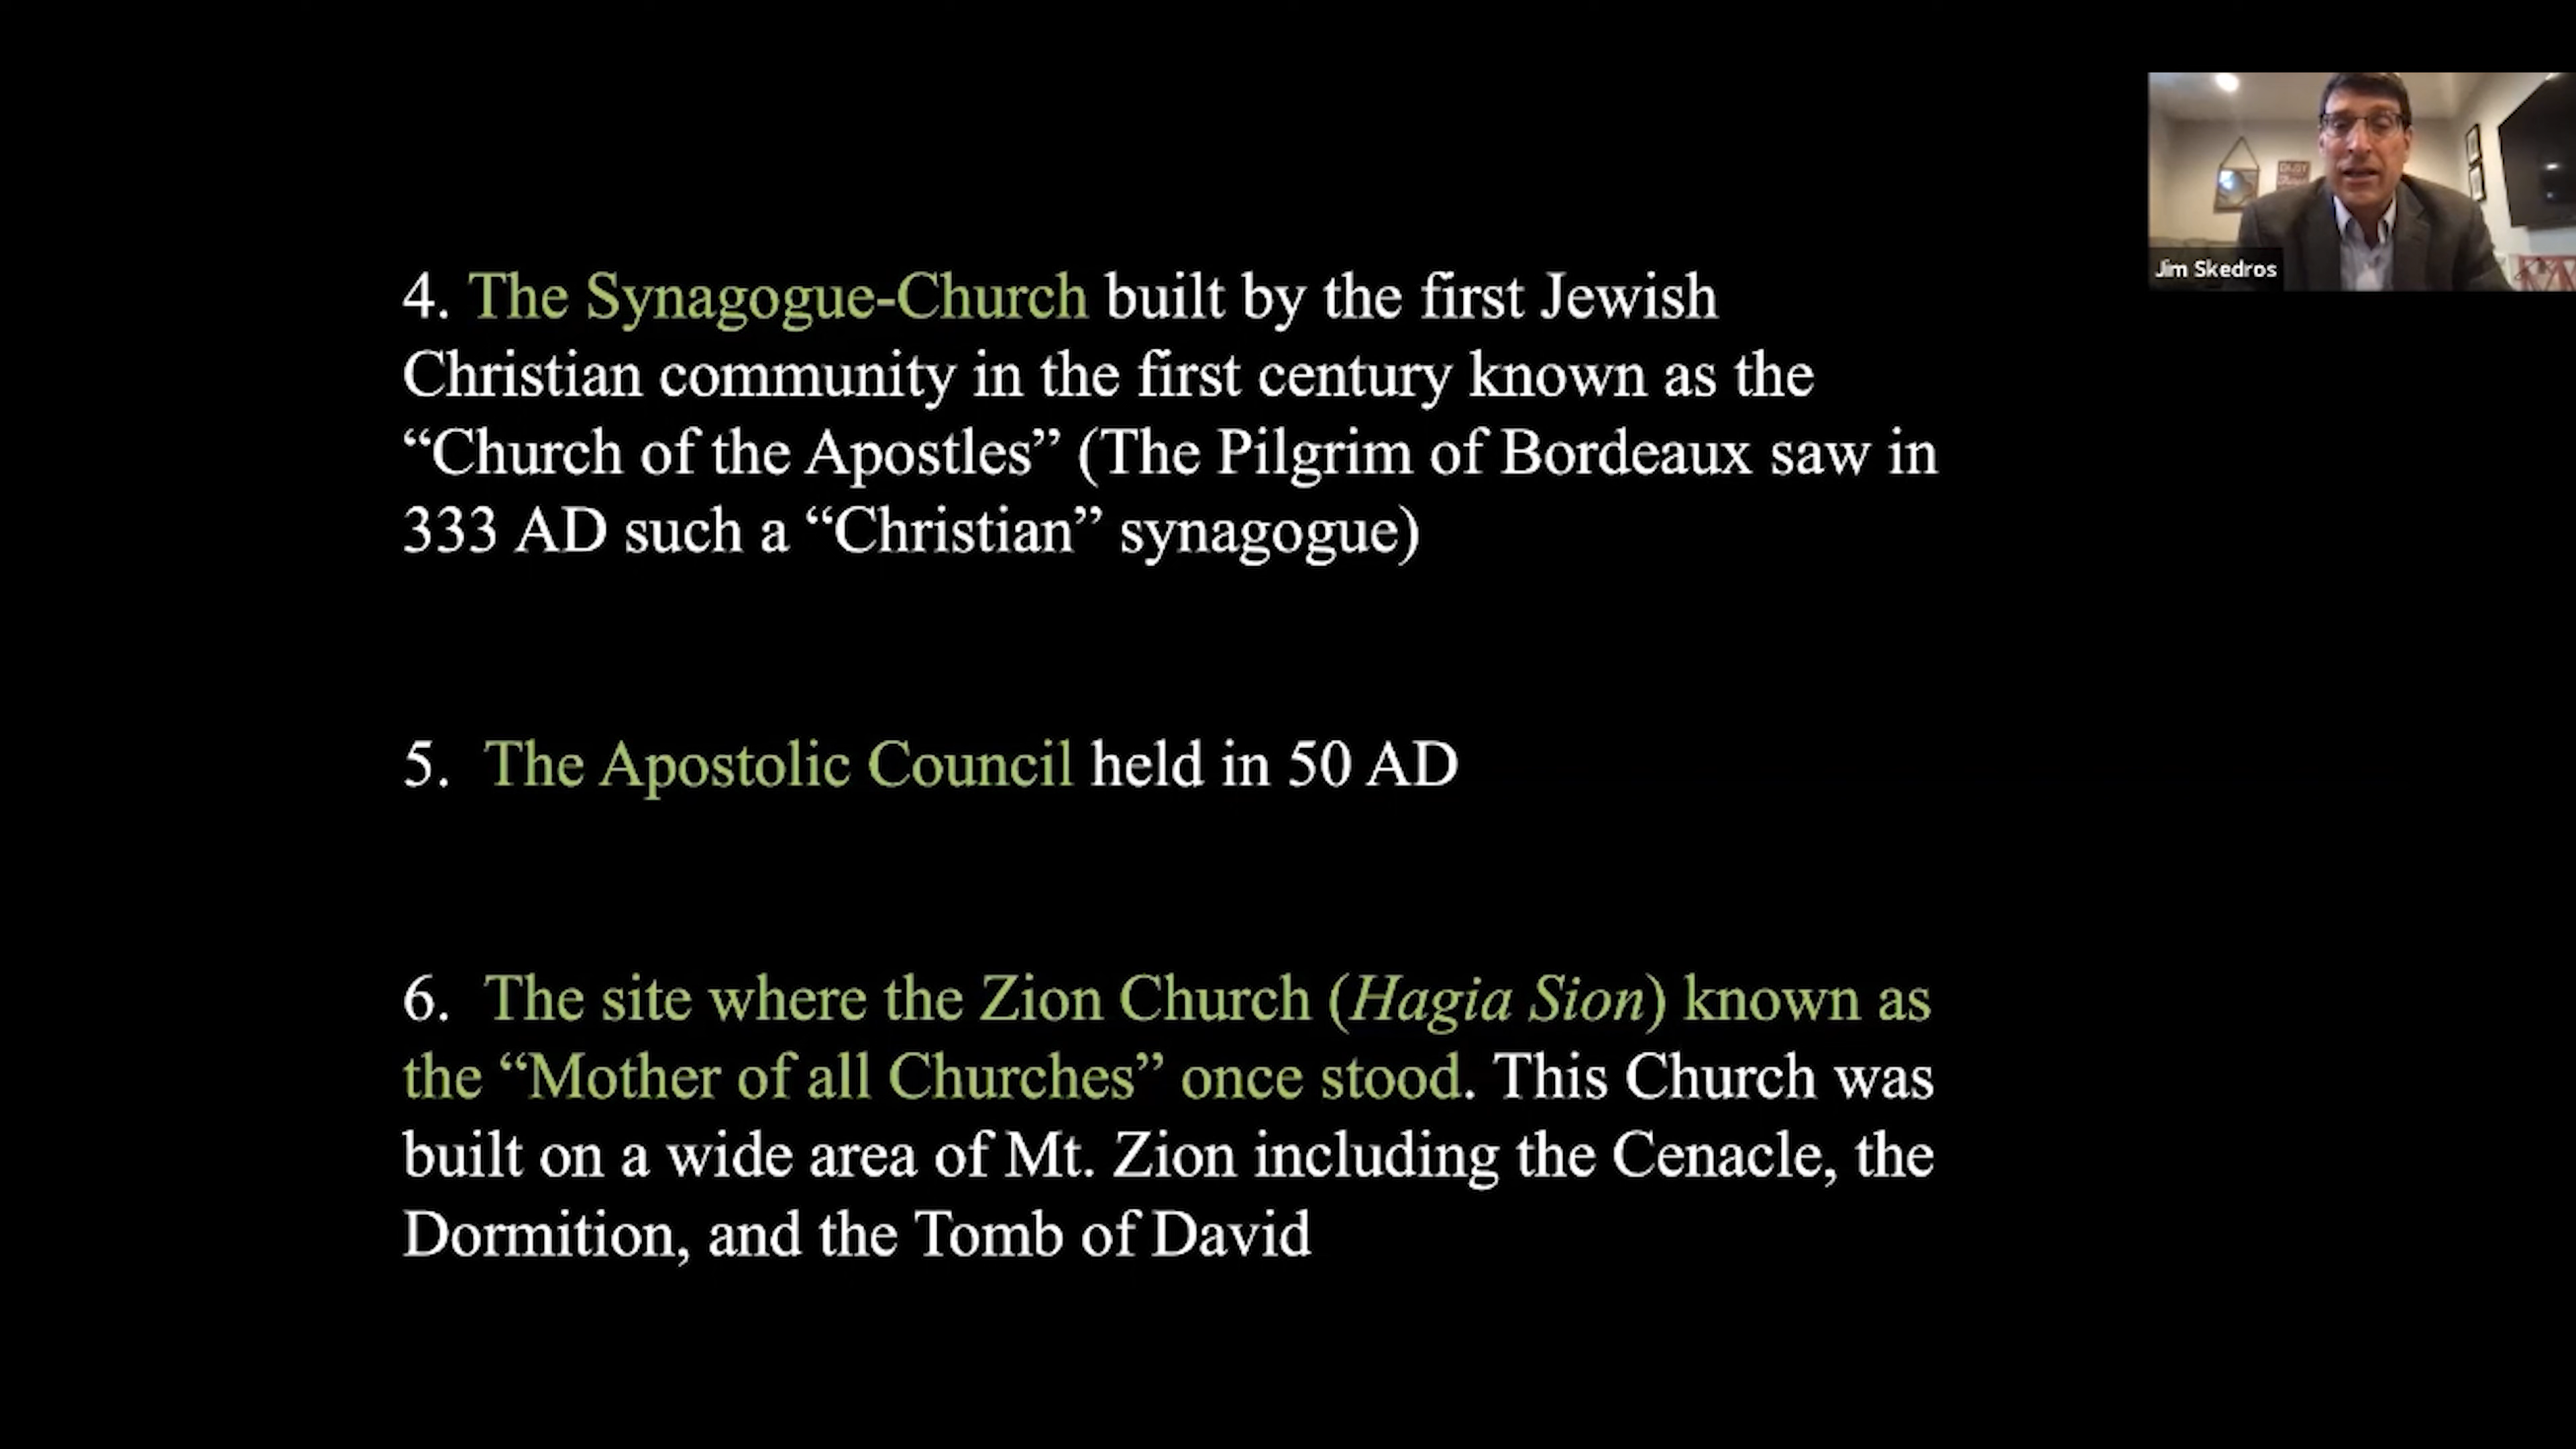 4. The Synagogue-Church built by the first Jewish
Christian community in the first century known as the
“Church of the Apostles” (The Pilgrim of Bordeaux saw in
333 AD such a “Christian” synagogue)
5. The Apostolic Council held in 50 AD
6. The site where the Zion Church (Hagia Sion) known as
the “Mother of all Churches” once stood. This Church was
built on a wide area of Mt. Zion including the Cenacle, the
Dormition, and the Tomb of David
Jim Skedros